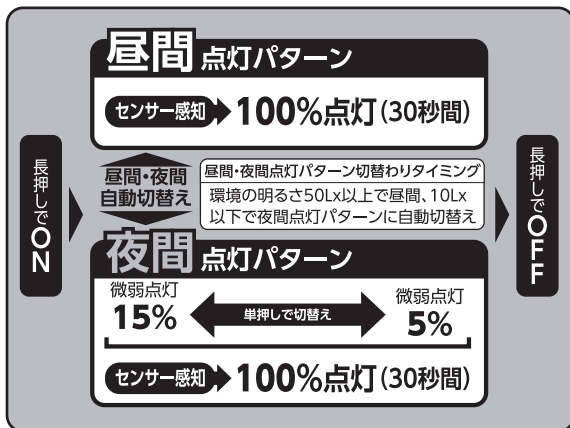 昼間 点灯パターン
センサー感知 100%点灯(30秒間)
長押しでON
昼間・夜間
自動切替え
昼間・夜間点灯パターン切替わりタイミング
環境の明るさ50Lx以上で昼間、10Lx
以下で夜間点灯パターンに自動切替え
長押しでOFF
夜間 点灯パターン
微弱点灯
15%
単押しで切替え
微弱点灯
5%
センサー感知 100%点灯(30秒間)